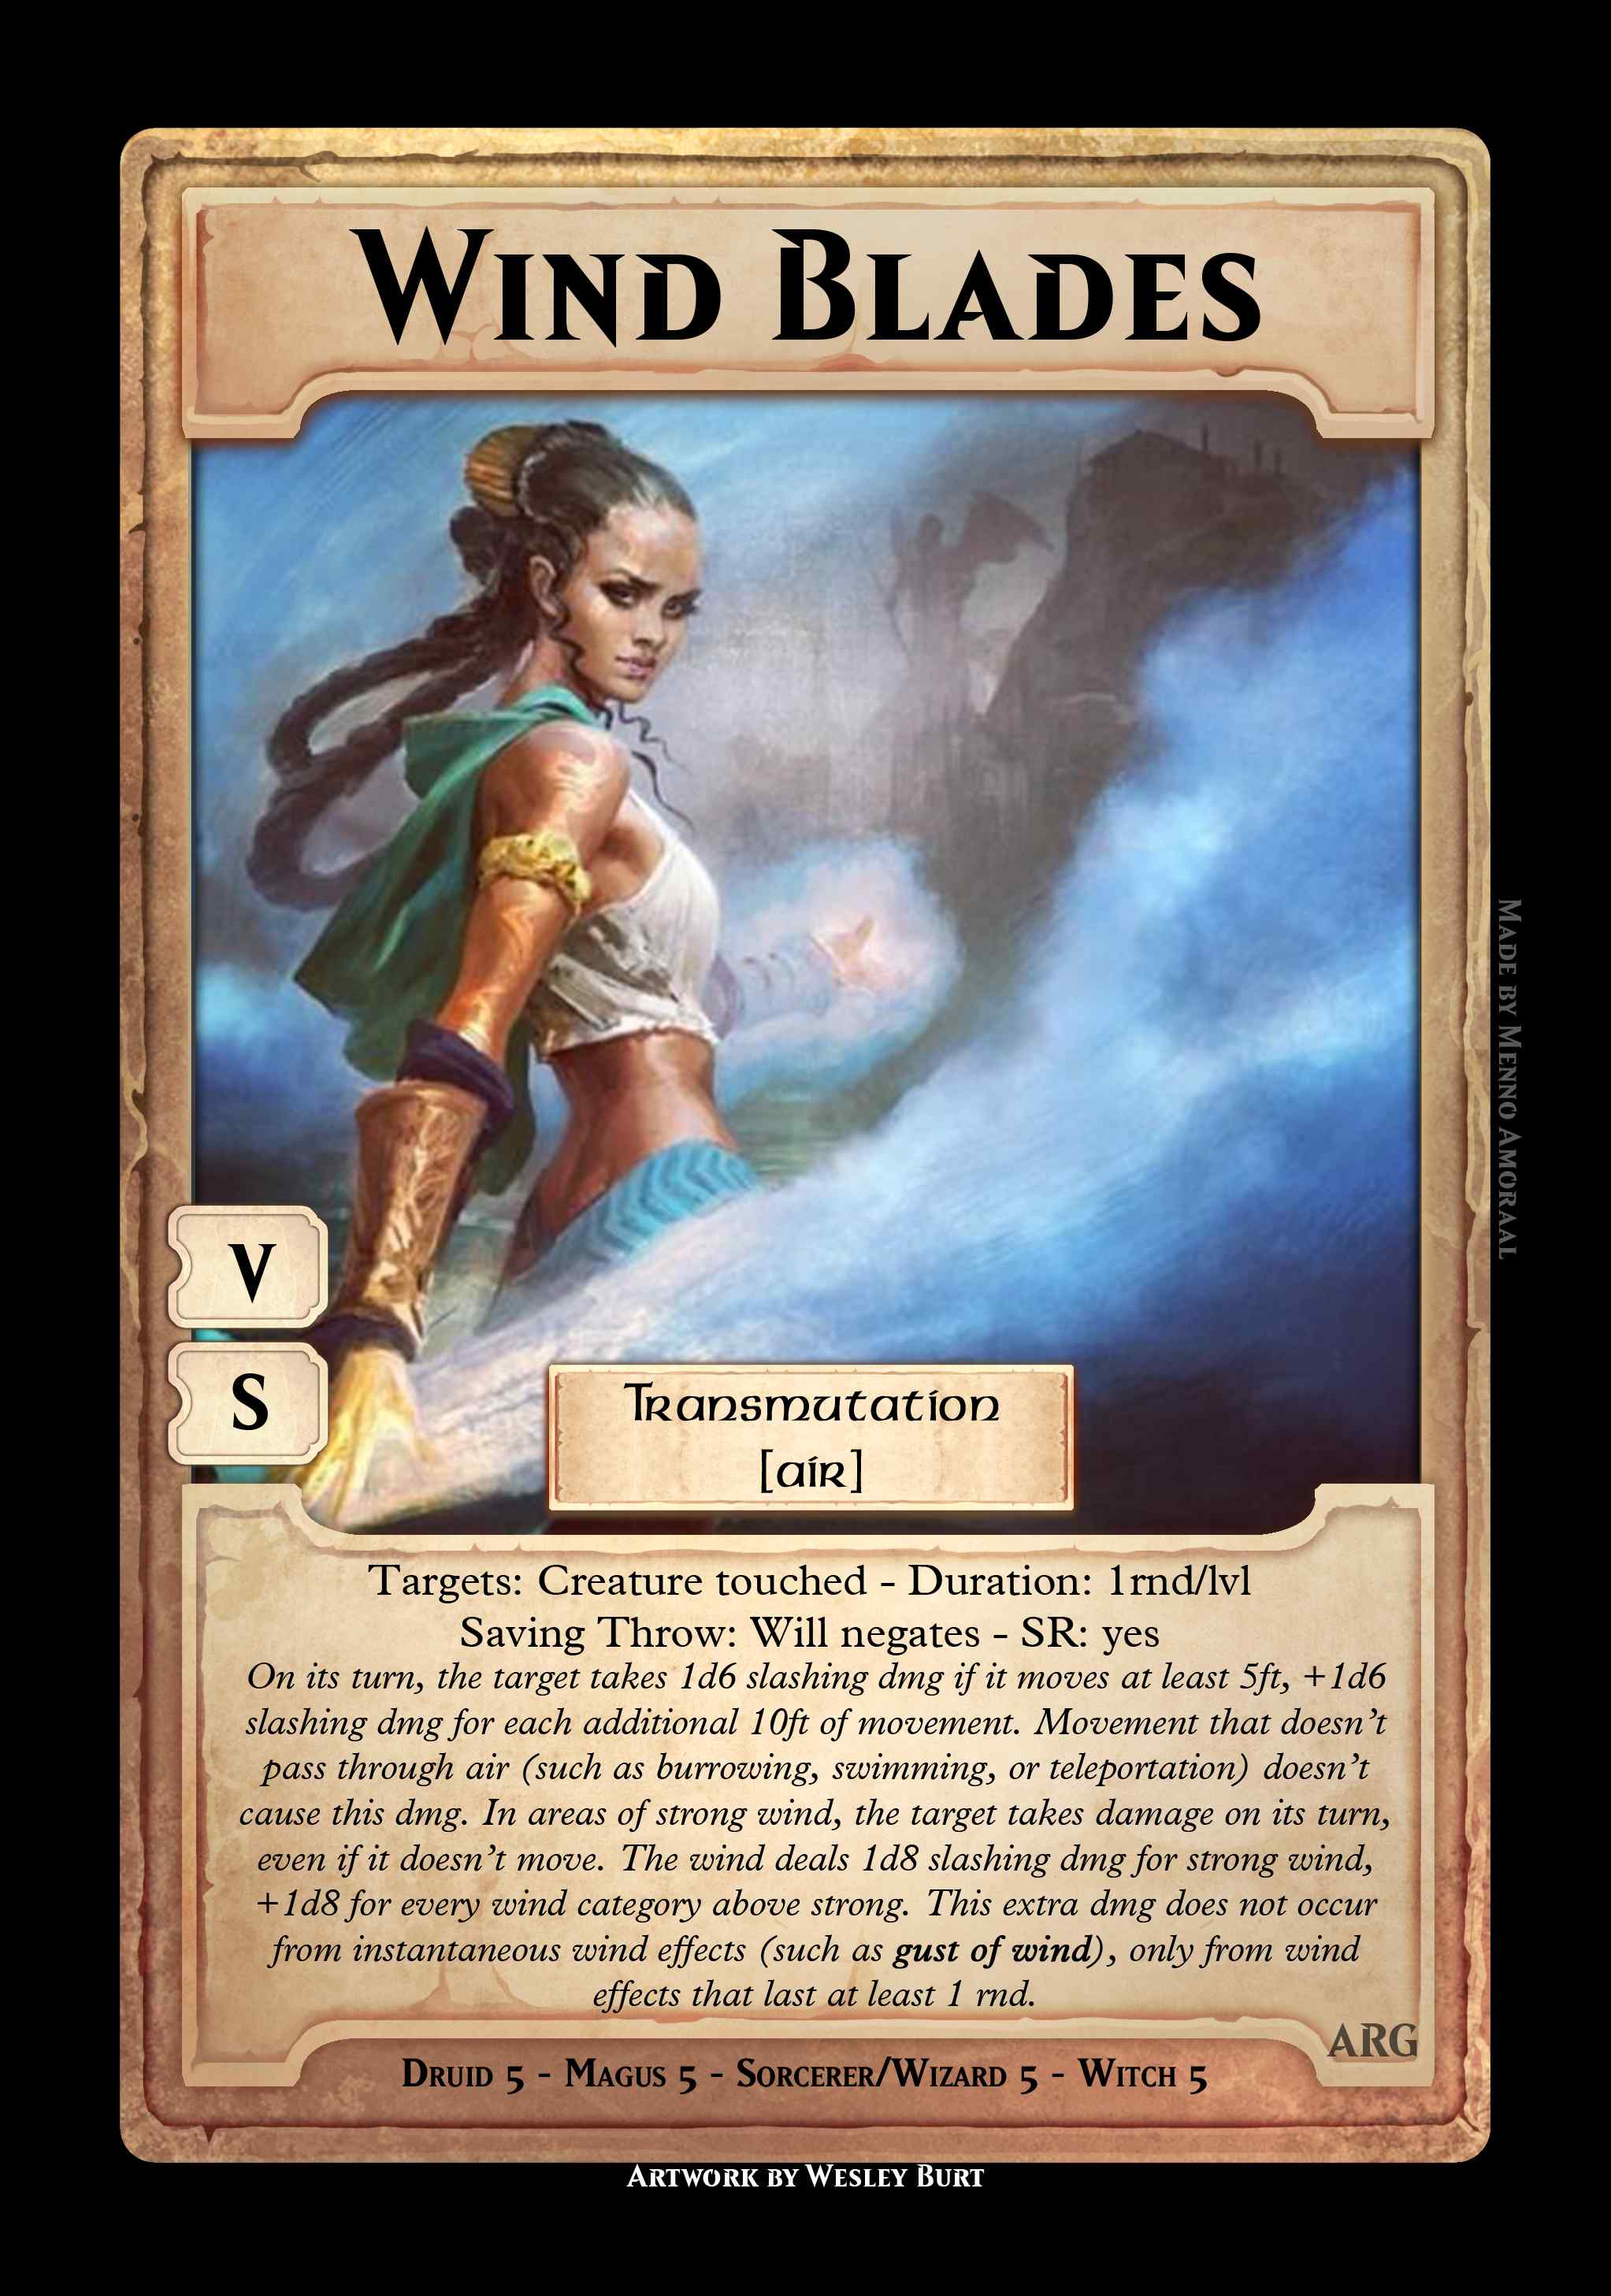 Wind Blades
V
S
Transmutation
[air]
Targets: Creature touched - Duration: 1rnd/lvl
Saving Throw: Will negates - SR: yes
On its turn, the target takes 1d6 slashing dmg if it moves at least 5ft, +1d6
slashing dmg for each additional 10ft of movement. Movement that doesn't
pass through air (such as burrowing, swimming, or teleportation) doesn't
cause this dmg. In areas of strong wind, the target takes damage on its turn,
even if it doesn't move. The wind deals 1d8 slashing dmg for strong wind,
+1d8 for every wind category above strong. This extra dmg does not occur
from instantaneous wind effects (such as gust of wind), only from wind
effects that last at least 1 rnd.
ARG
Druid 5 - Magus 5 - Sorcerer/Wizard 5 - Witch 5
Artwork by Wesley Burt
Made by Menno Amoraal